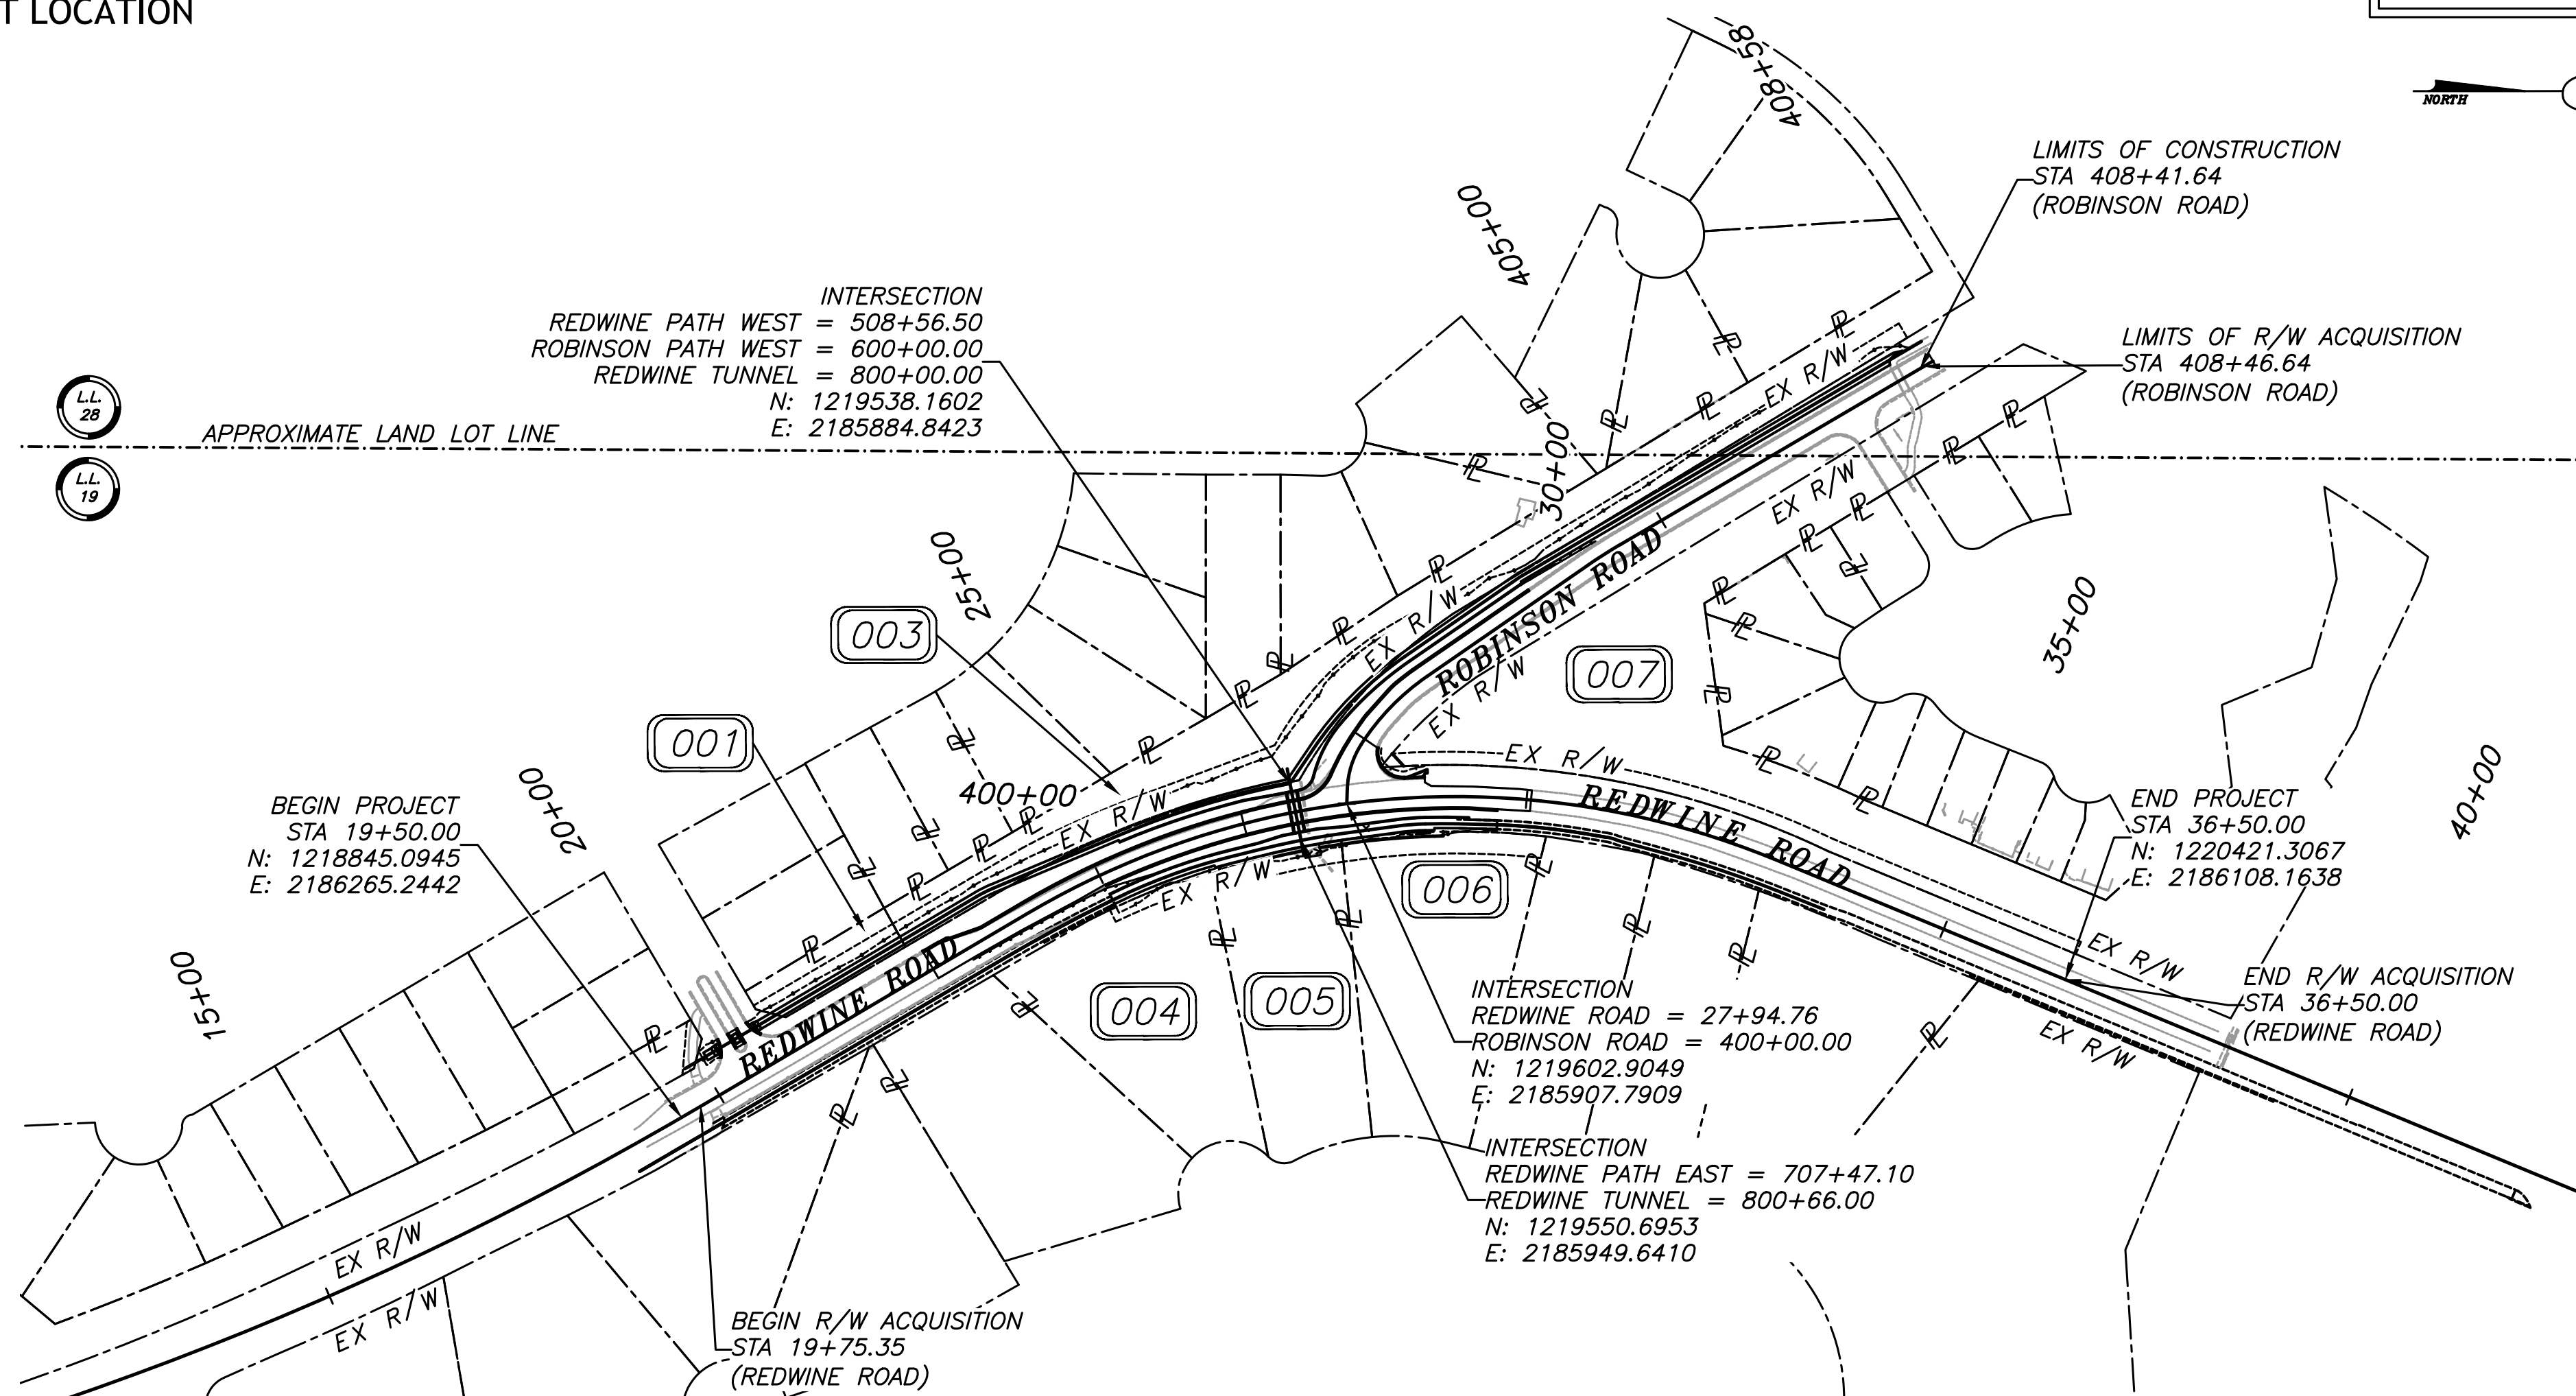 T LOCATION
408+58
NORTH
LIMITS OF CONSTRUCTION
STA 408+41.64
(ROBINSON ROAD)
405+00
INTERSECTION
REDWINE PATH WEST = 508+56.50
ROBINSON PATH WEST = 600+00.00
REDWINE TUNNEL = 800+00.00
N: 1219538.1602
E: 2185884.8423
LIMITS OF R/W ACQUISITION
STA 408+46.64
(ROBINSON ROAD)
L.L.
28
APPROXIMATE LAND LOT LINE
L.L.
19
EX R/W
30+00
EX R/W
25+00
003
EX R/W
ROBINSON ROAD
EX R/W
007
35+00
001
400+00
EX R/W
EX R/W
REDWINE ROAD
20+00
BEGIN PROJECT
STA 19+50.00
N: 1218845.0945
E: 2186265.2442
END PROJECT
STA 36+50.00
N: 1220421.3067
E: 2186108.1638
40+00
EX R/W
006
15+00
REDWINE ROAD
004
005
EX R/W
END R/W ACQUISITION
STA 36+50.00
(REDWINE ROAD)
EX R/W
INTERSECTION
REDWINE ROAD = 27+94.76
ROBINSON ROAD = 400+00.00
N: 1219602.9049
E: 2185907.7909
INTERSECTION
REDWINE PATH EAST = 707+47.10
REDWINE TUNNEL = 800+66.00
N: 1219550.6953
E: 2185949.6410
EX R/W
EX R/W
BEGIN R/W ACQUISITION
STA 19+75.35
(REDWINE ROAD)